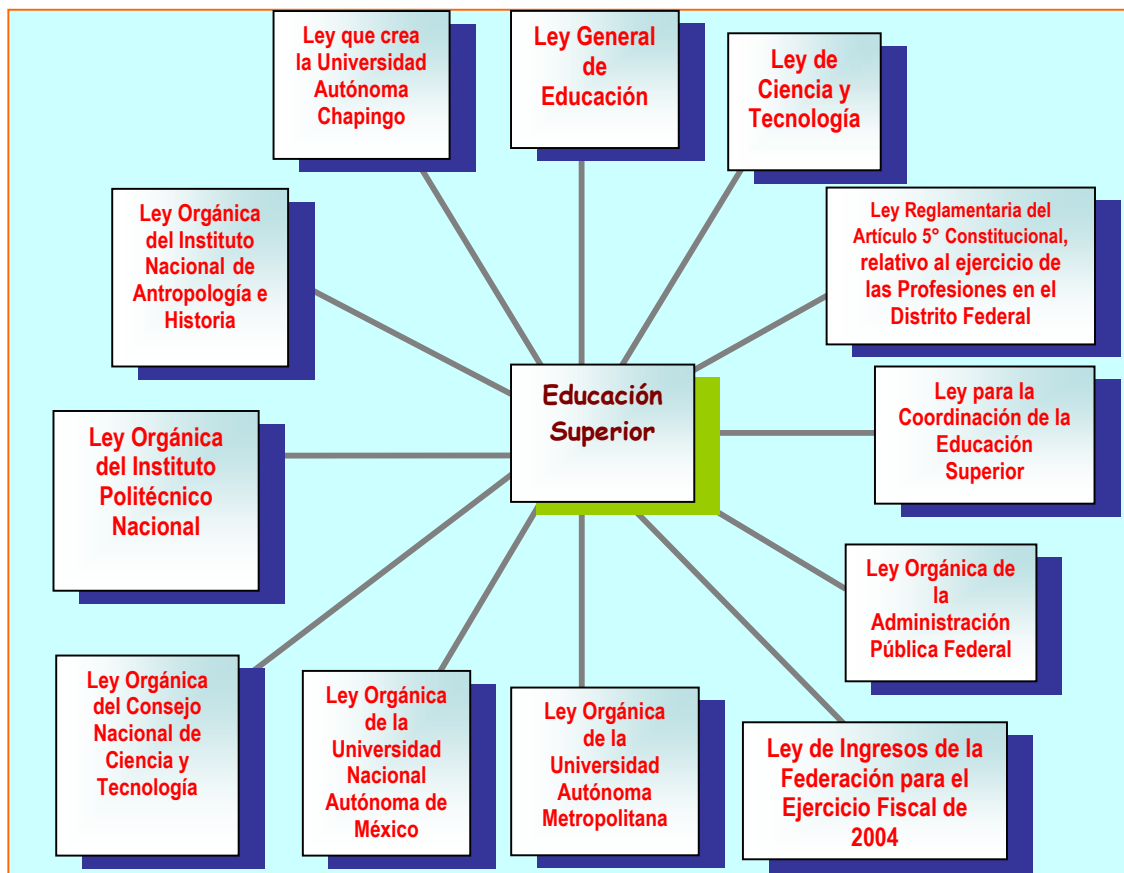 Ley que crea
la Universidad
Autónoma
Chapingo
Ley General
de
Educación
Ley de
Ciencia y
Tecnología
Ley Orgánica
del Instituto
Nacional de
Antropología e
Historia
Ley Reglamentaria del
Artículo 5° Constitucional,
relativo al ejercicio de
las Profesiones en el
Distrito Federal
Educación
Superior
Ley para la
Coordinación de la
Educación
Superior
Ley Orgánica
del Instituto
Politécnico
Nacional
Ley Orgánica de
la
Administración
Pública Federal
Ley Orgánica
del Consejo
Nacional de
Ciencia y
Tecnología
Ley Orgánica
de la
Universidad
Nacional
Autónoma de
México
Ley Orgánica
de la
Universidad
Autónoma
Metropolitana
Ley de Ingresos de la
Federación para el
Ejercicio Fiscal de
2004